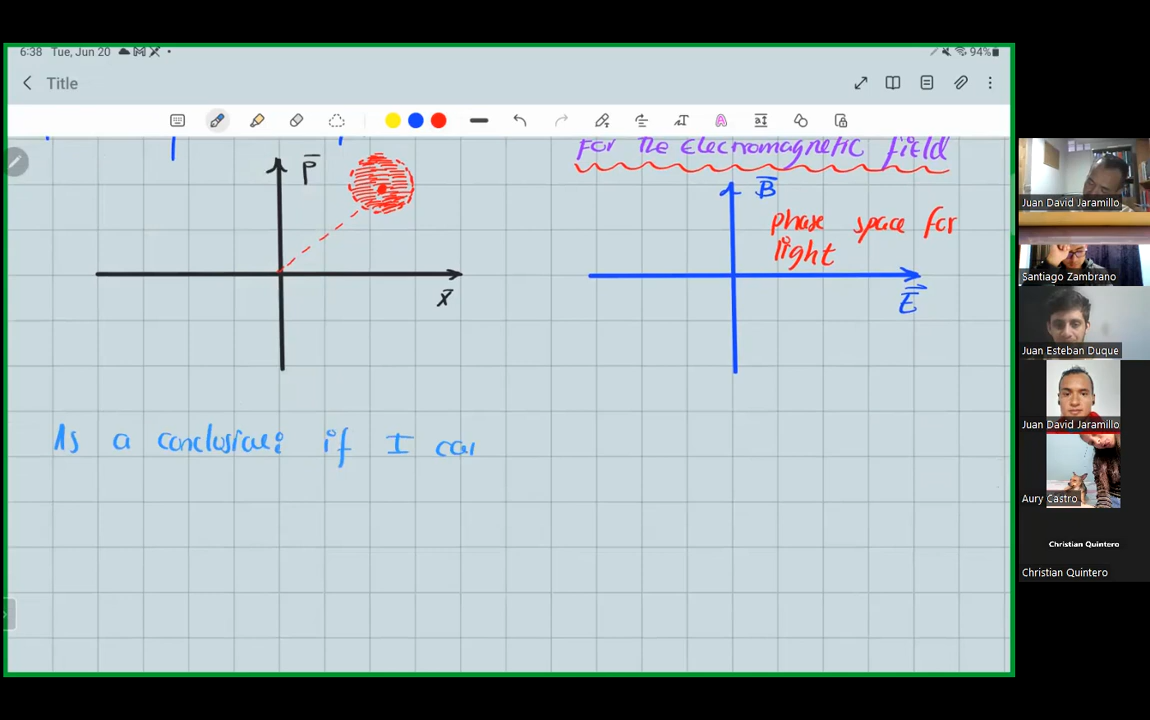 6:38 Tue, Jun 20
94%
Title
For the Electromagnetic field
P
B
phase space for
light
X
E
As a conclusion: if I can
Juan David Jaramillo
Santiago Zambrano
Juan Esteban Duque
Juan David Jaramillo
Aury Castro
Christian Quintero
Christian Quintero